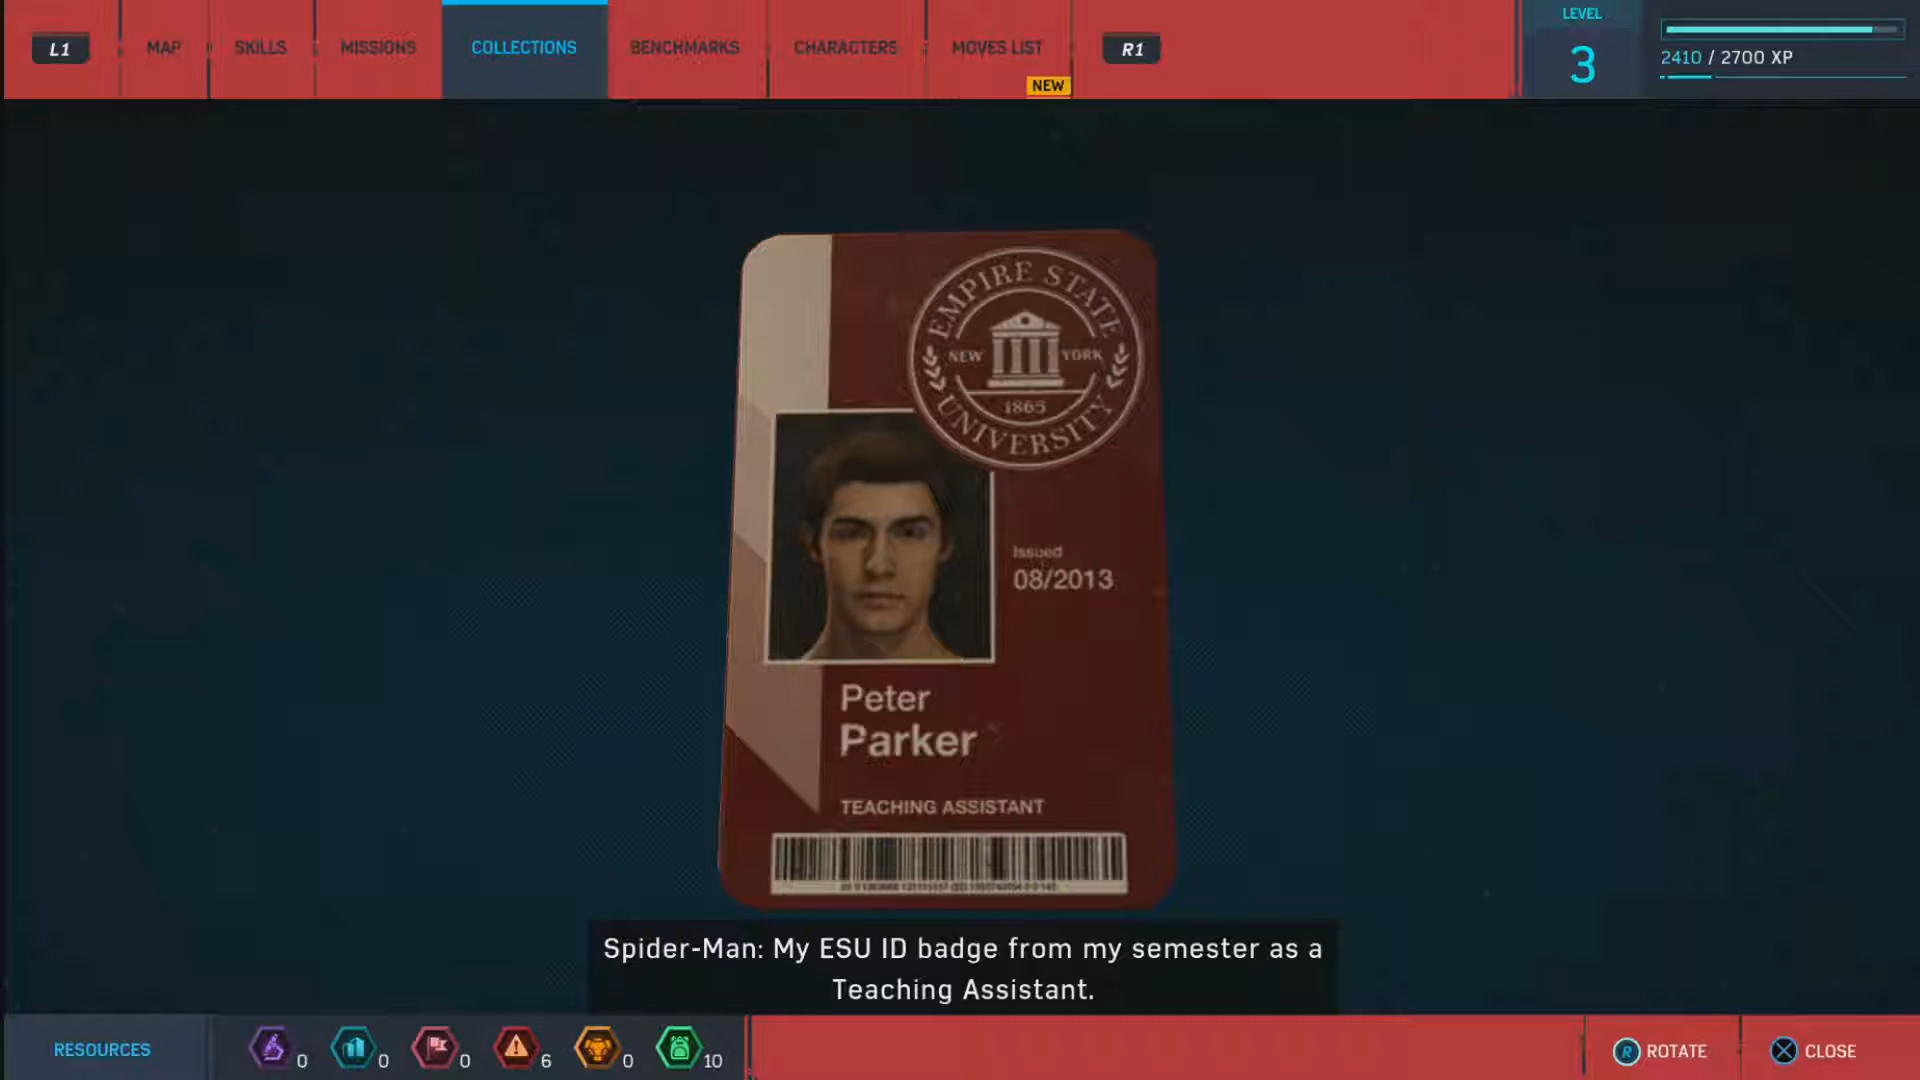 L1
MAP
SKILLS
MISSIONS
COLLECTIONS
BENCHMARKS
CHARACTERS
MOVES LIST
NEW
R1
LEVEL
3
2410 / 2700 XP
EMPIRE STATE
NEW YORK
1865
UNIVERSITY
Issued
08/2013
Peter
Parker
TEACHING ASSISTANT
Spider-Man: My ESU ID badge from my semester as a
Teaching Assistant.
RESOURCES
0
0
0
6
0
10
R ROTATE
CLOSE